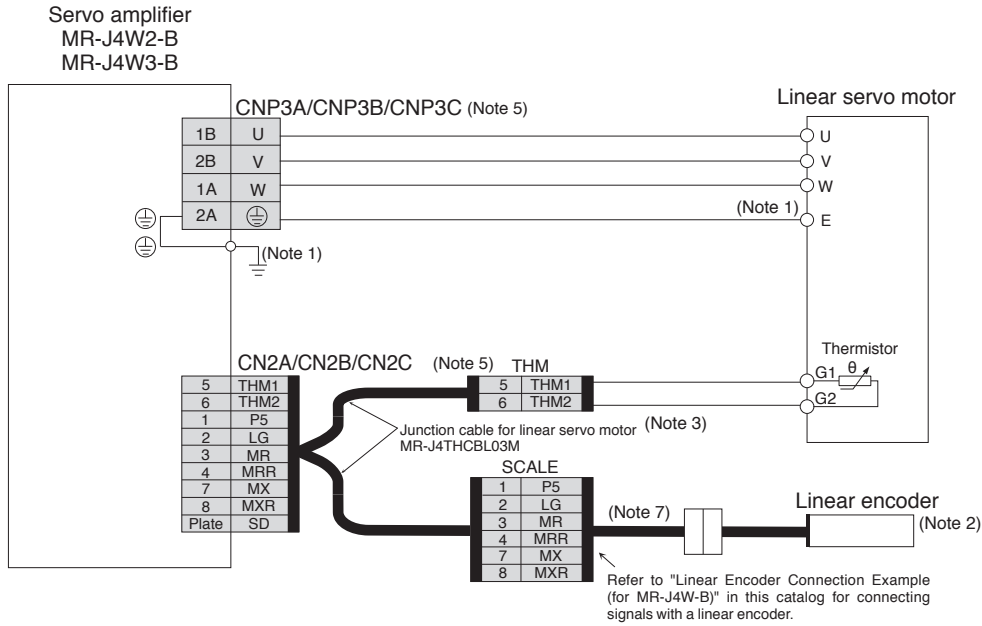 Servo amplifier
MR-J4W2-B
MR-J4W3-B
CNP3A/CNP3B/CNP3C (Note 5)
1B U
2B V
1A W
2A
(Note 1)
Linear servo motor
U
V
W
(Note 1)
E
Thermistor
θ
G1
G2
CN2A/CN2B/CN2C (Note 5)
5 THM1
6 THM2
1 P5
2 LG
3 MR
4 MRR
7 MX
8 MXR
Plate SD
THM
5 THM1
6 THM2
(Note 3)
Junction cable for linear servo motor
MR-J4THCBL03M
SCALE
1 P5
2 LG
3 MR
4 MRR
7 MX
8 MXR
(Note 7)
Linear encoder
(Note 2)
Refer to "Linear Encoder Connection Example
(for MR-J4W-B)" in this catalog for connecting
signals with a linear encoder.